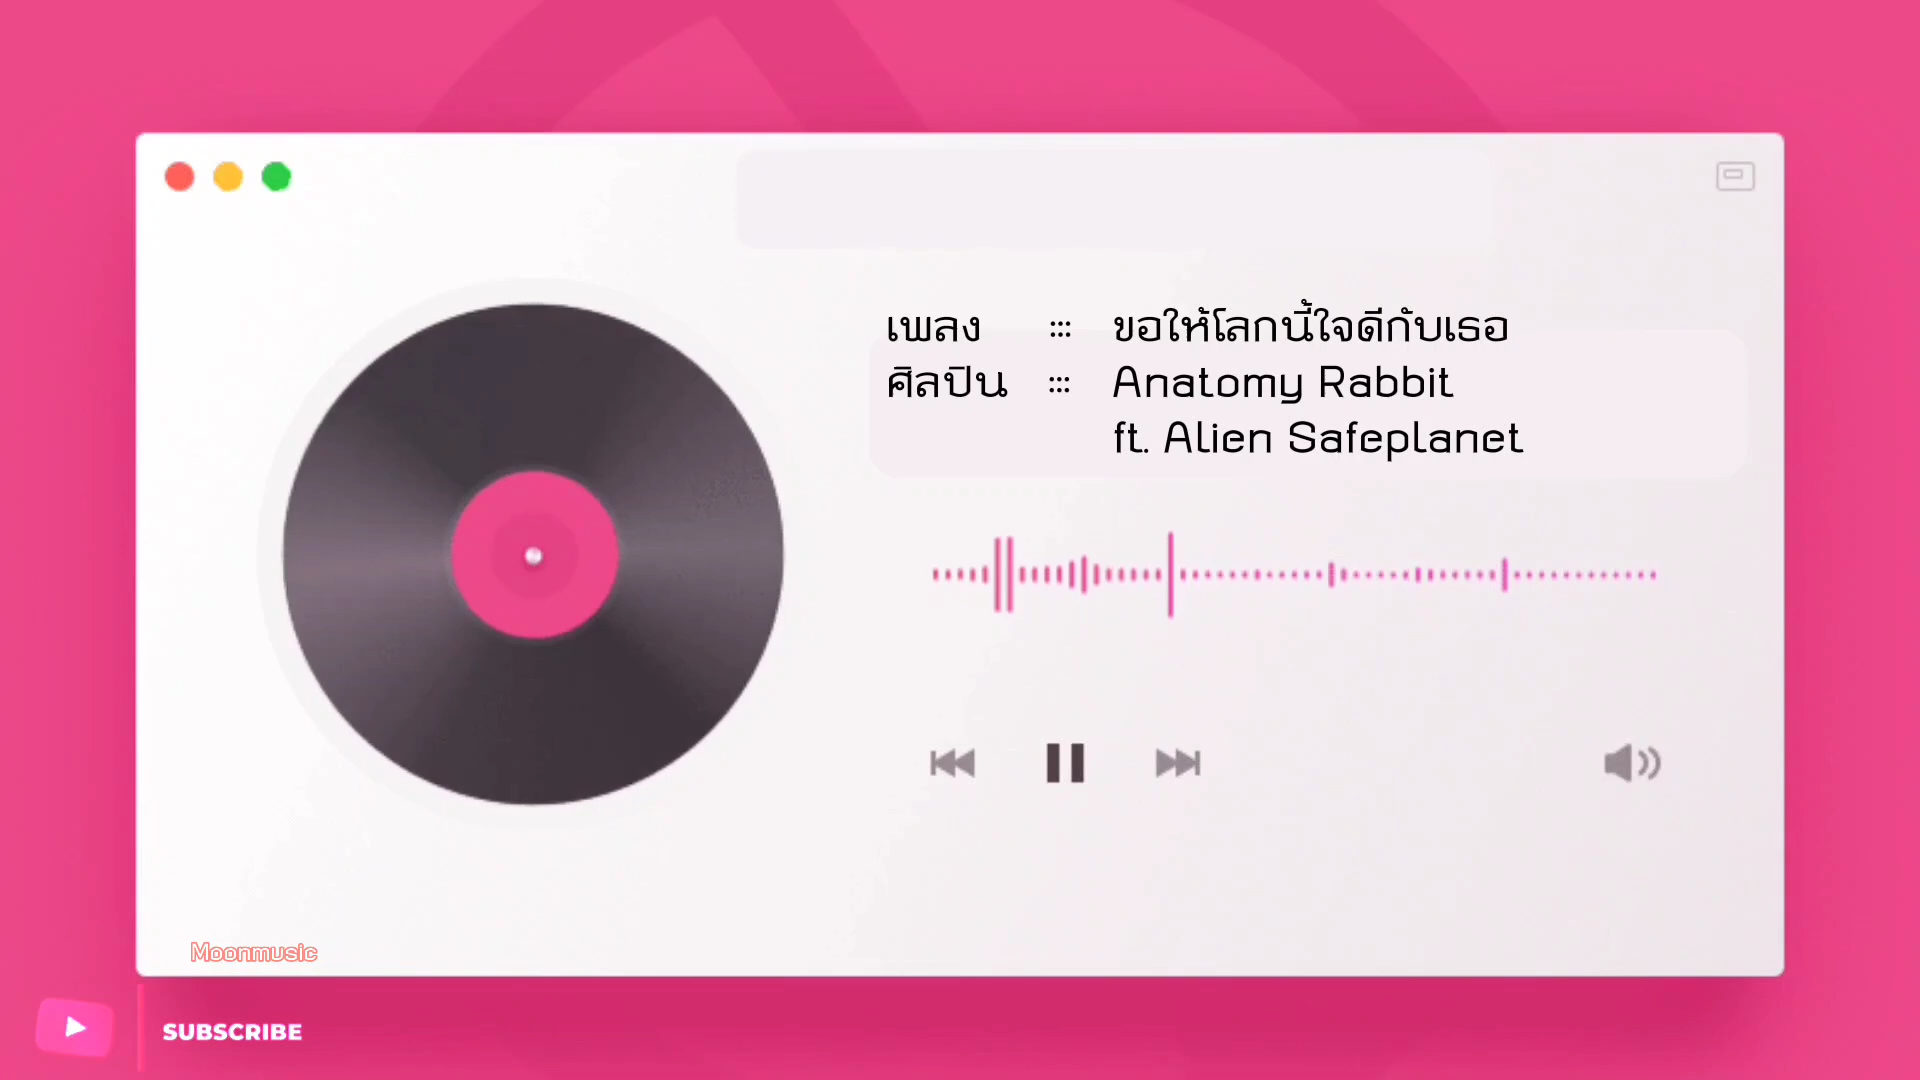 เพลง ::: ขอให้โลกนี้ใจดีกับเธอ
ศิลปิน ::: Anatomy Rabbit
ft. Alien Safeplanet
Moonmusic
SUBSCRIBE